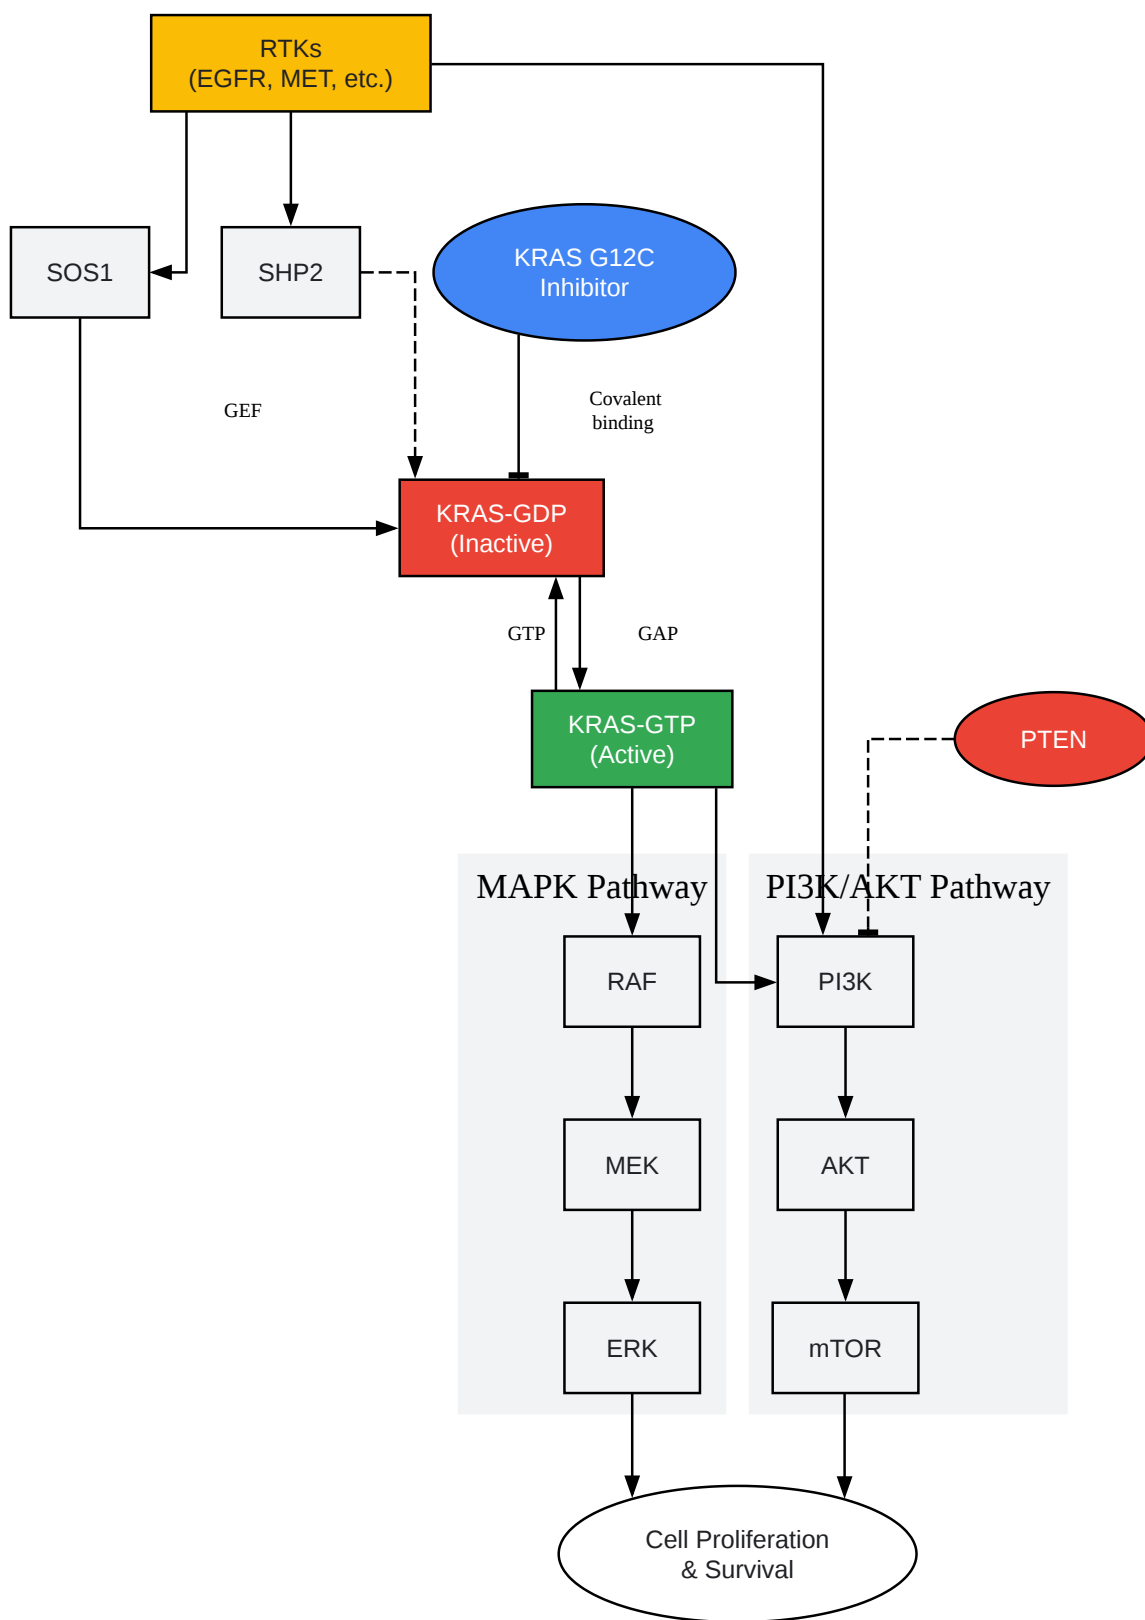 RTKs
(EGFR, MET, etc.)
SOS1
SHP2
KRAS G12C
Inhibitor
GEF
Covalent
binding
KRAS-GDP
(Inactive)
GTP
GAP
KRAS-GTP
(Active)
PTEN
MAPK Pathway
PI3K/AKT Pathway
RAF
PI3K
MEK
AKT
ERK
mTOR
Cell Proliferation
& Survival